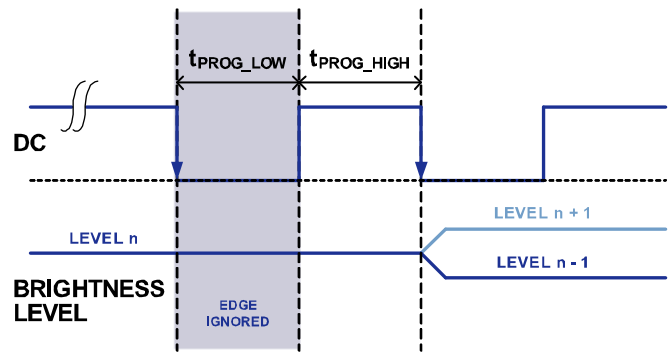 tPROG_LOW
tPROG_HIGH
DC
LEVEL n
LEVEL n + 1
LEVEL n - 1
BRIGHTNESS
LEVEL
EDGE
IGNORED